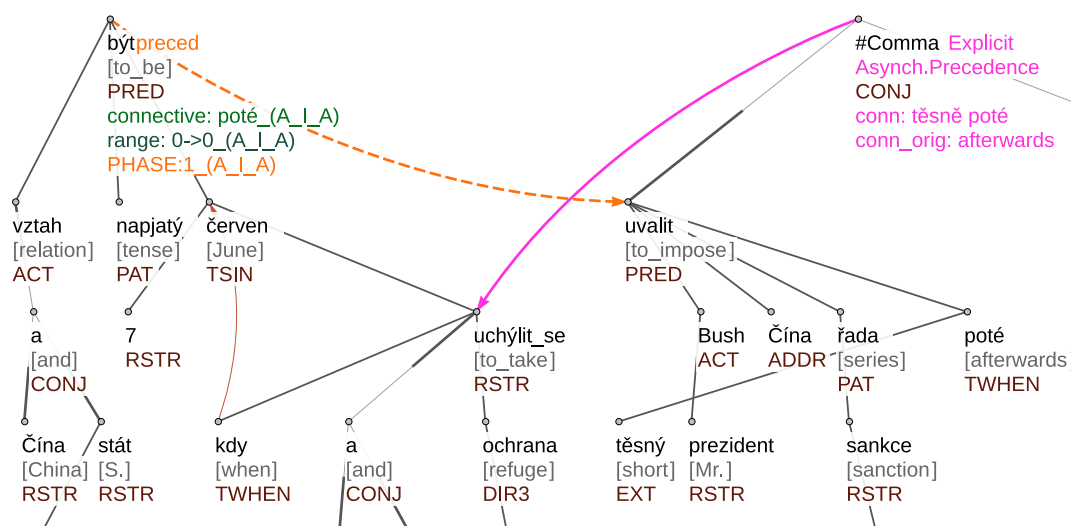 být preced
[to_be]
PRED
connective: poté_(A_I_A)
range: 0->0_(A_I_A)
PHASE:1_(A_I_A)
#Comma Explicit
Asynch.Precedence
CONJ
conn: těsně poté
conn_orig: afterwards
vztah
[relation]
ACT
napjatý
[tense]
PAT
červen
[June]
TSIN
uvalit
[to_impose]
PRED
a
[and]
CONJ
7
RSTR
uchýlit_se
[to_take]
RSTR
Bush
ACT
Čína
ADDR
řada
[series]
PAT
poté
[afterwards]
TWHEN
Čína
[China]
RSTR
stát
[S.]
RSTR
kdy
[when]
TWHEN
a
[and]
CONJ
ochrana
[refuge]
DIR3
těsný
[short]
EXT
prezident
[Mr.]
RSTR
sankce
[sanction]
RSTR